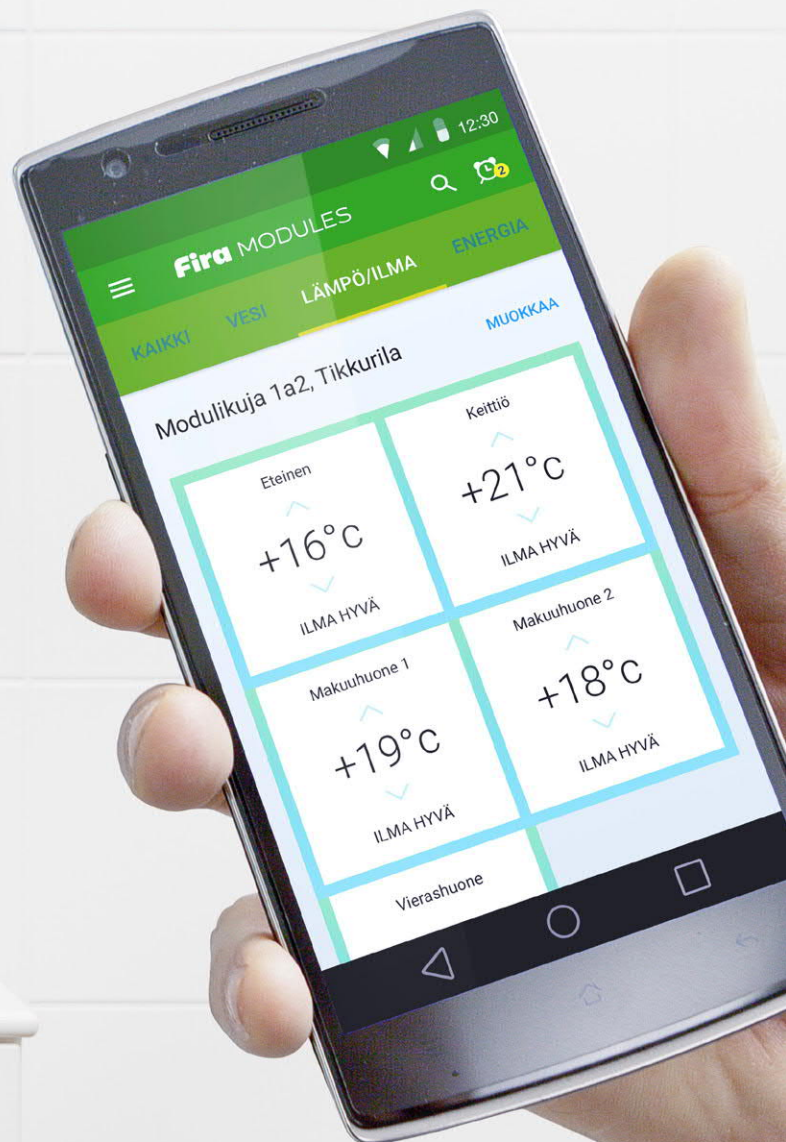 12:30
Fira MODULES
2
KAIKKI VESI LÄMPÖ/ILMA ENERGIA
Modulikuja 1a2, Tikkurila
MUOKKAA
Eteinen
+16°c
ILMA HYVÄ
Keittiö
+21°c
ILMA HYVÄ
Makuuhuone 1
+19°c
ILMA HYVÄ
Makuuhuone 2
+18°c
ILMA HYVÄ
Vierashuone